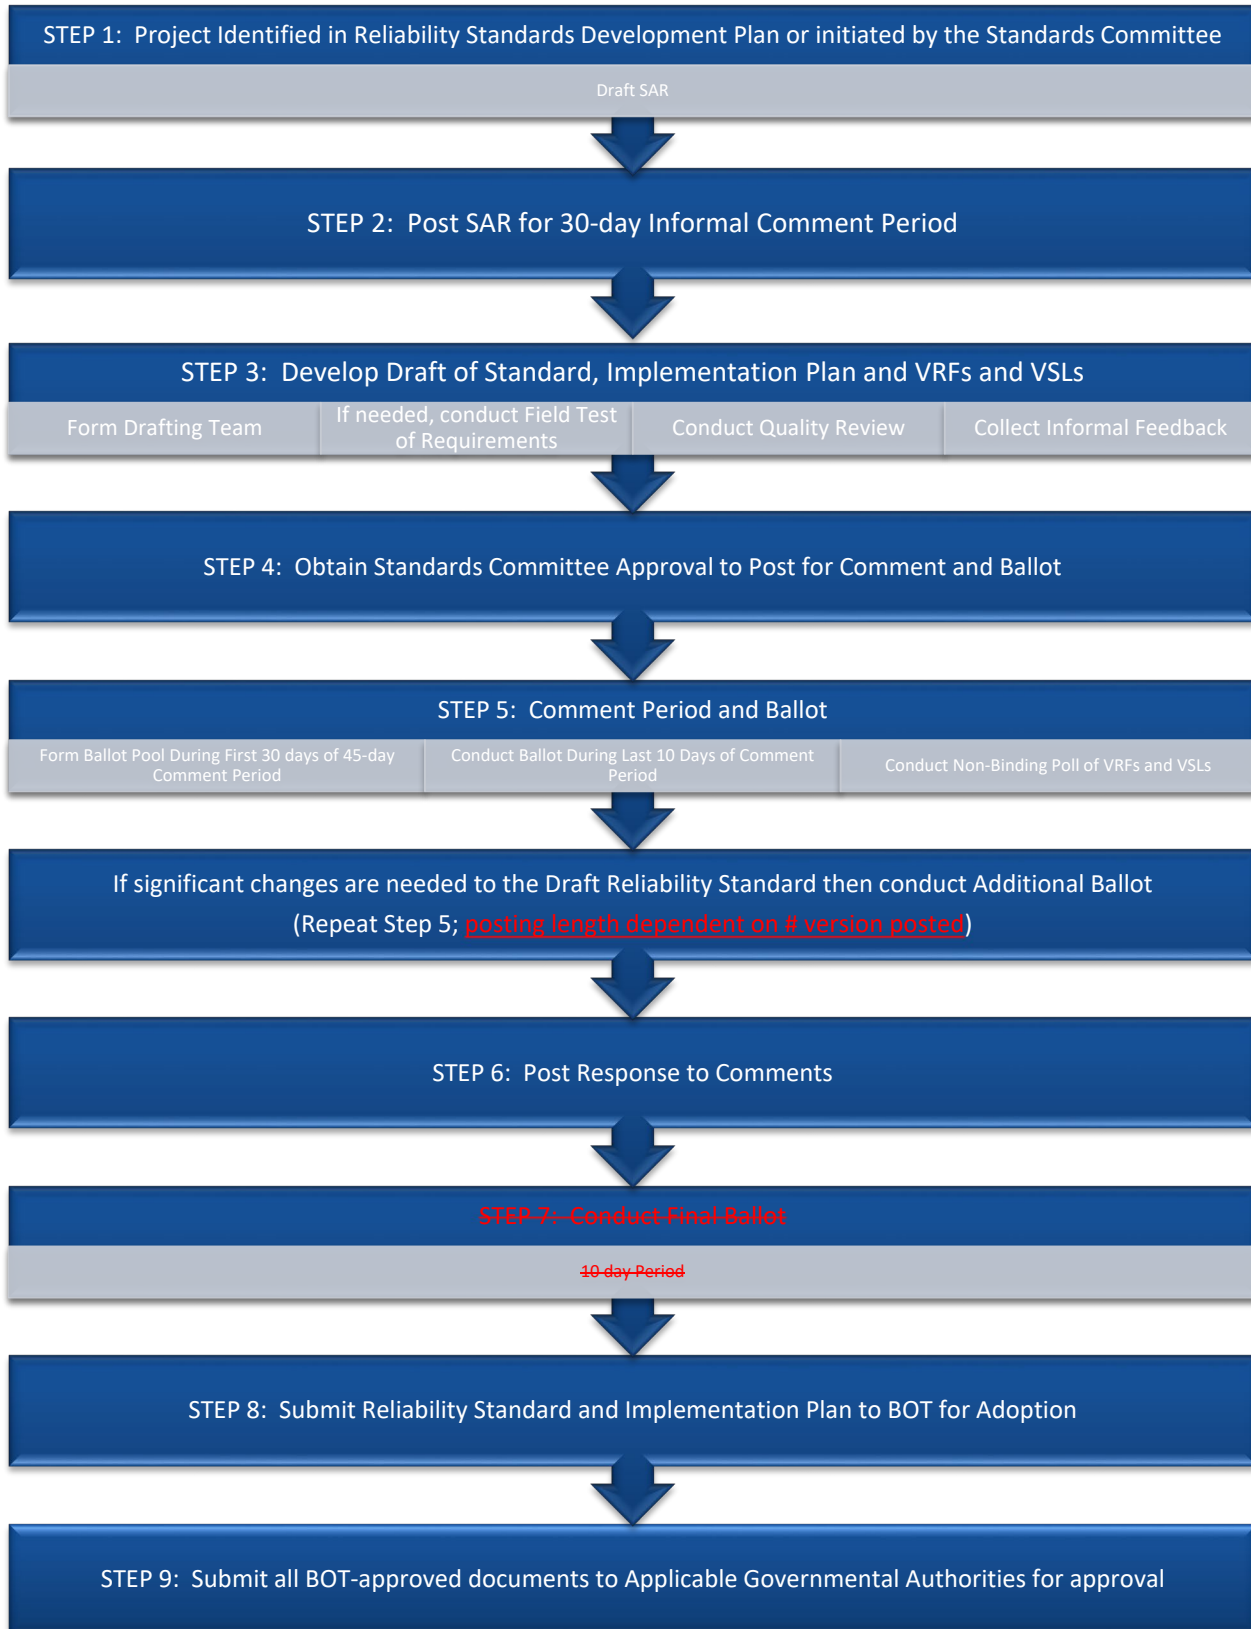 STEP 1: Project Identified in Reliability Standards Development Plan or initiated by the Standards Committee
Draft SAR
STEP 2: Post SAR for 30-day Informal Comment Period
STEP 3: Develop Draft of Standard, Implementation Plan and VRFs and VSLs
Form Drafting Team
If needed, conduct Field Test
of Requirements
Conduct Quality Review
Collect Informal Feedback
STEP 4: Obtain Standards Committee Approval to Post for Comment and Ballot
STEP 5: Comment Period and Ballot
Form Ballot Pool During First 30 days of 45-day
Comment Period
Conduct Ballot During Last 10 Days of Comment
Period
Conduct Non-Binding Poll of VRFs and VSLs
If significant changes are needed to the Draft Reliability Standard then conduct Additional Ballot
(Repeat Step 5; posting length dependent on # version posted)
STEP 6: Post Response to Comments
STEP 7: Conduct Final Ballot
10 day Period
STEP 8: Submit Reliability Standard and Implementation Plan to BOT for Adoption
STEP 9: Submit all BOT-approved documents to Applicable Governmental Authorities for approval